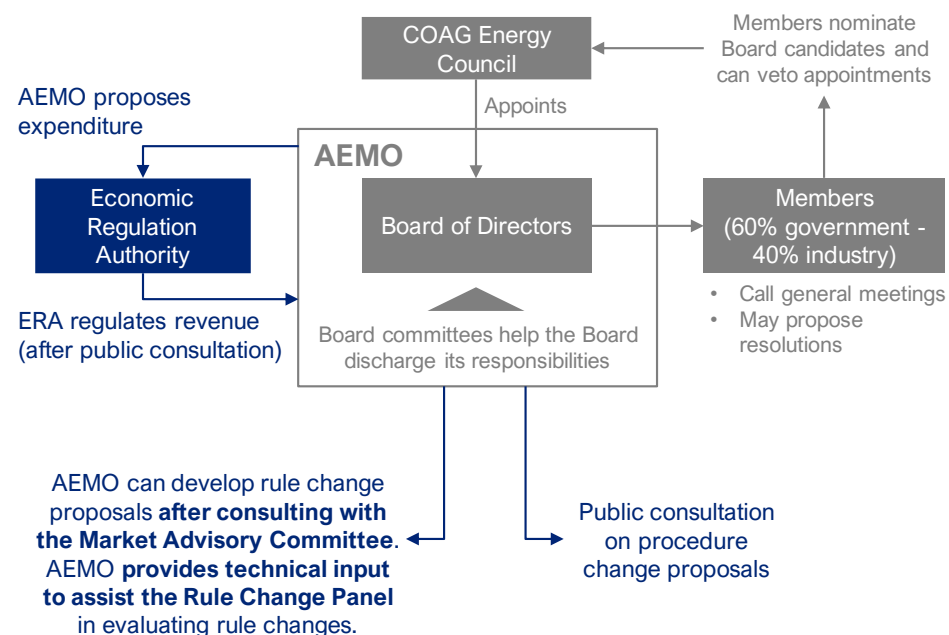 COAG Energy
Council
Members nominate
Board candidates and
can veto appointments
AEMO proposes
expenditure
Appoints
AEMO
Economic
Regulation
Authority
Board of Directors
Members
(60% government -
40% industry)
ERA regulates revenue
(after public consultation)
• Call general meetings
• May propose
resolutions
Board committees help the Board
discharge its responsibilities
AEMO can develop rule change
proposals after consulting with
the Market Advisory Committee.
AEMO provides technical input
to assist the Rule Change Panel
in evaluating rule changes.
Public consultation
on procedure
change proposals